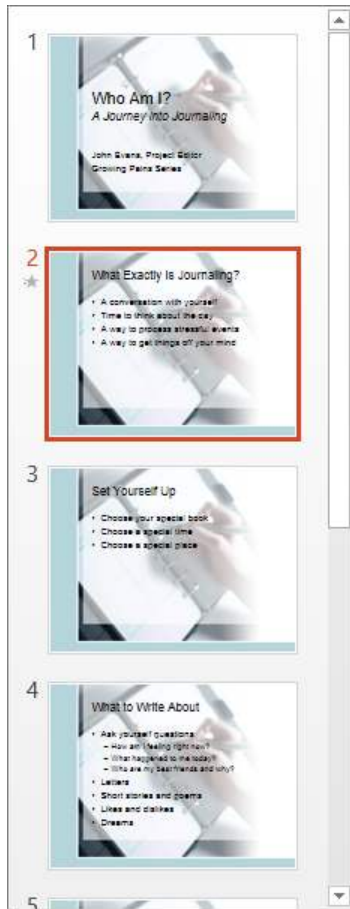 1
Who Am I?
A Journey into Journaling
John Evans, Project Editor
Growing Pains Series
2
What Exactly Is Journaling?
• A conversation with yourself
• Time to think about the day
• A way to process stressful events
• A way to get things off your mind
3
Set Yourself Up
• Choose your special book
• Choose a special time
• Choose a special place
4
What to Write About
• Ask yourself questions
– How am I feeling right now?
– What happened to me today?
– Who are my best friends and why?
• Letters
• Short stories and poems
• Likes and dislikes
• Dreams
5